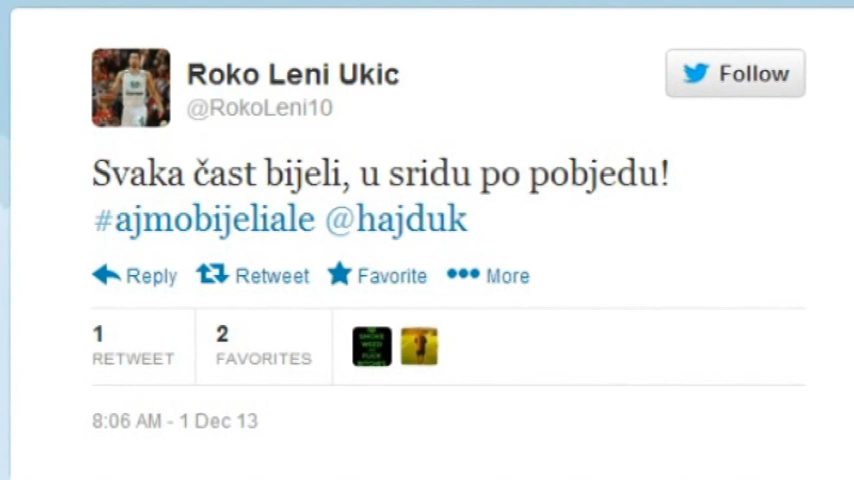 Roko Leni Ukic
@RokoLeni10
Follow
Svaka čast bijeli, u sridu po pobjedu!
#ajmobijeliale @hajduk
Reply Retweet Favorite More
1 2
RETWEET FAVORITES
8:06 AM - 1 Dec 13